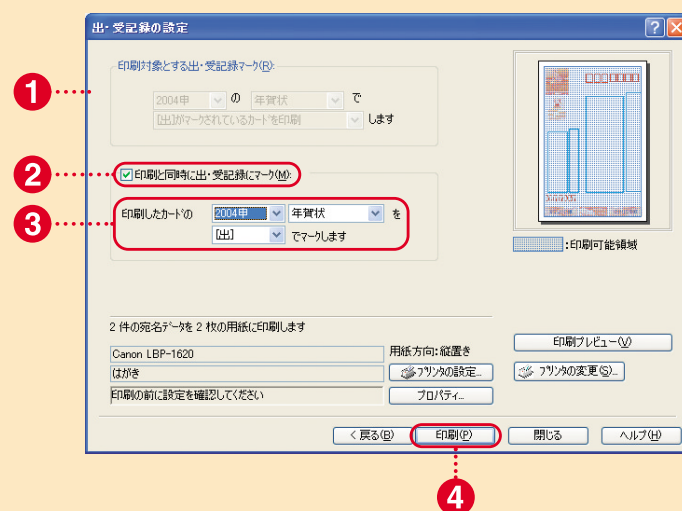 出・受記録の設定
1
印刷対象とする出・受記録マーク(R):
2004申 の 年賀状 で
[出]がマークされているカードを印刷 します
2
印刷と同時に出・受記録にマーク(M):
3
印刷したカードの 2004申 年賀状 を
[出] でマークします
:印刷可能領域
2 件の宛名データを 2 枚の用紙に印刷します
Canon LBP-1620
用紙方向:縦置き
はがき
プリンタの設定...
印刷の前に設定を確認してください
プロパティ...
印刷プレビュー(V)
プリンタの変更(S)...
< 戻る(B) 印刷(P) 閉じる ヘルプ(H)
4